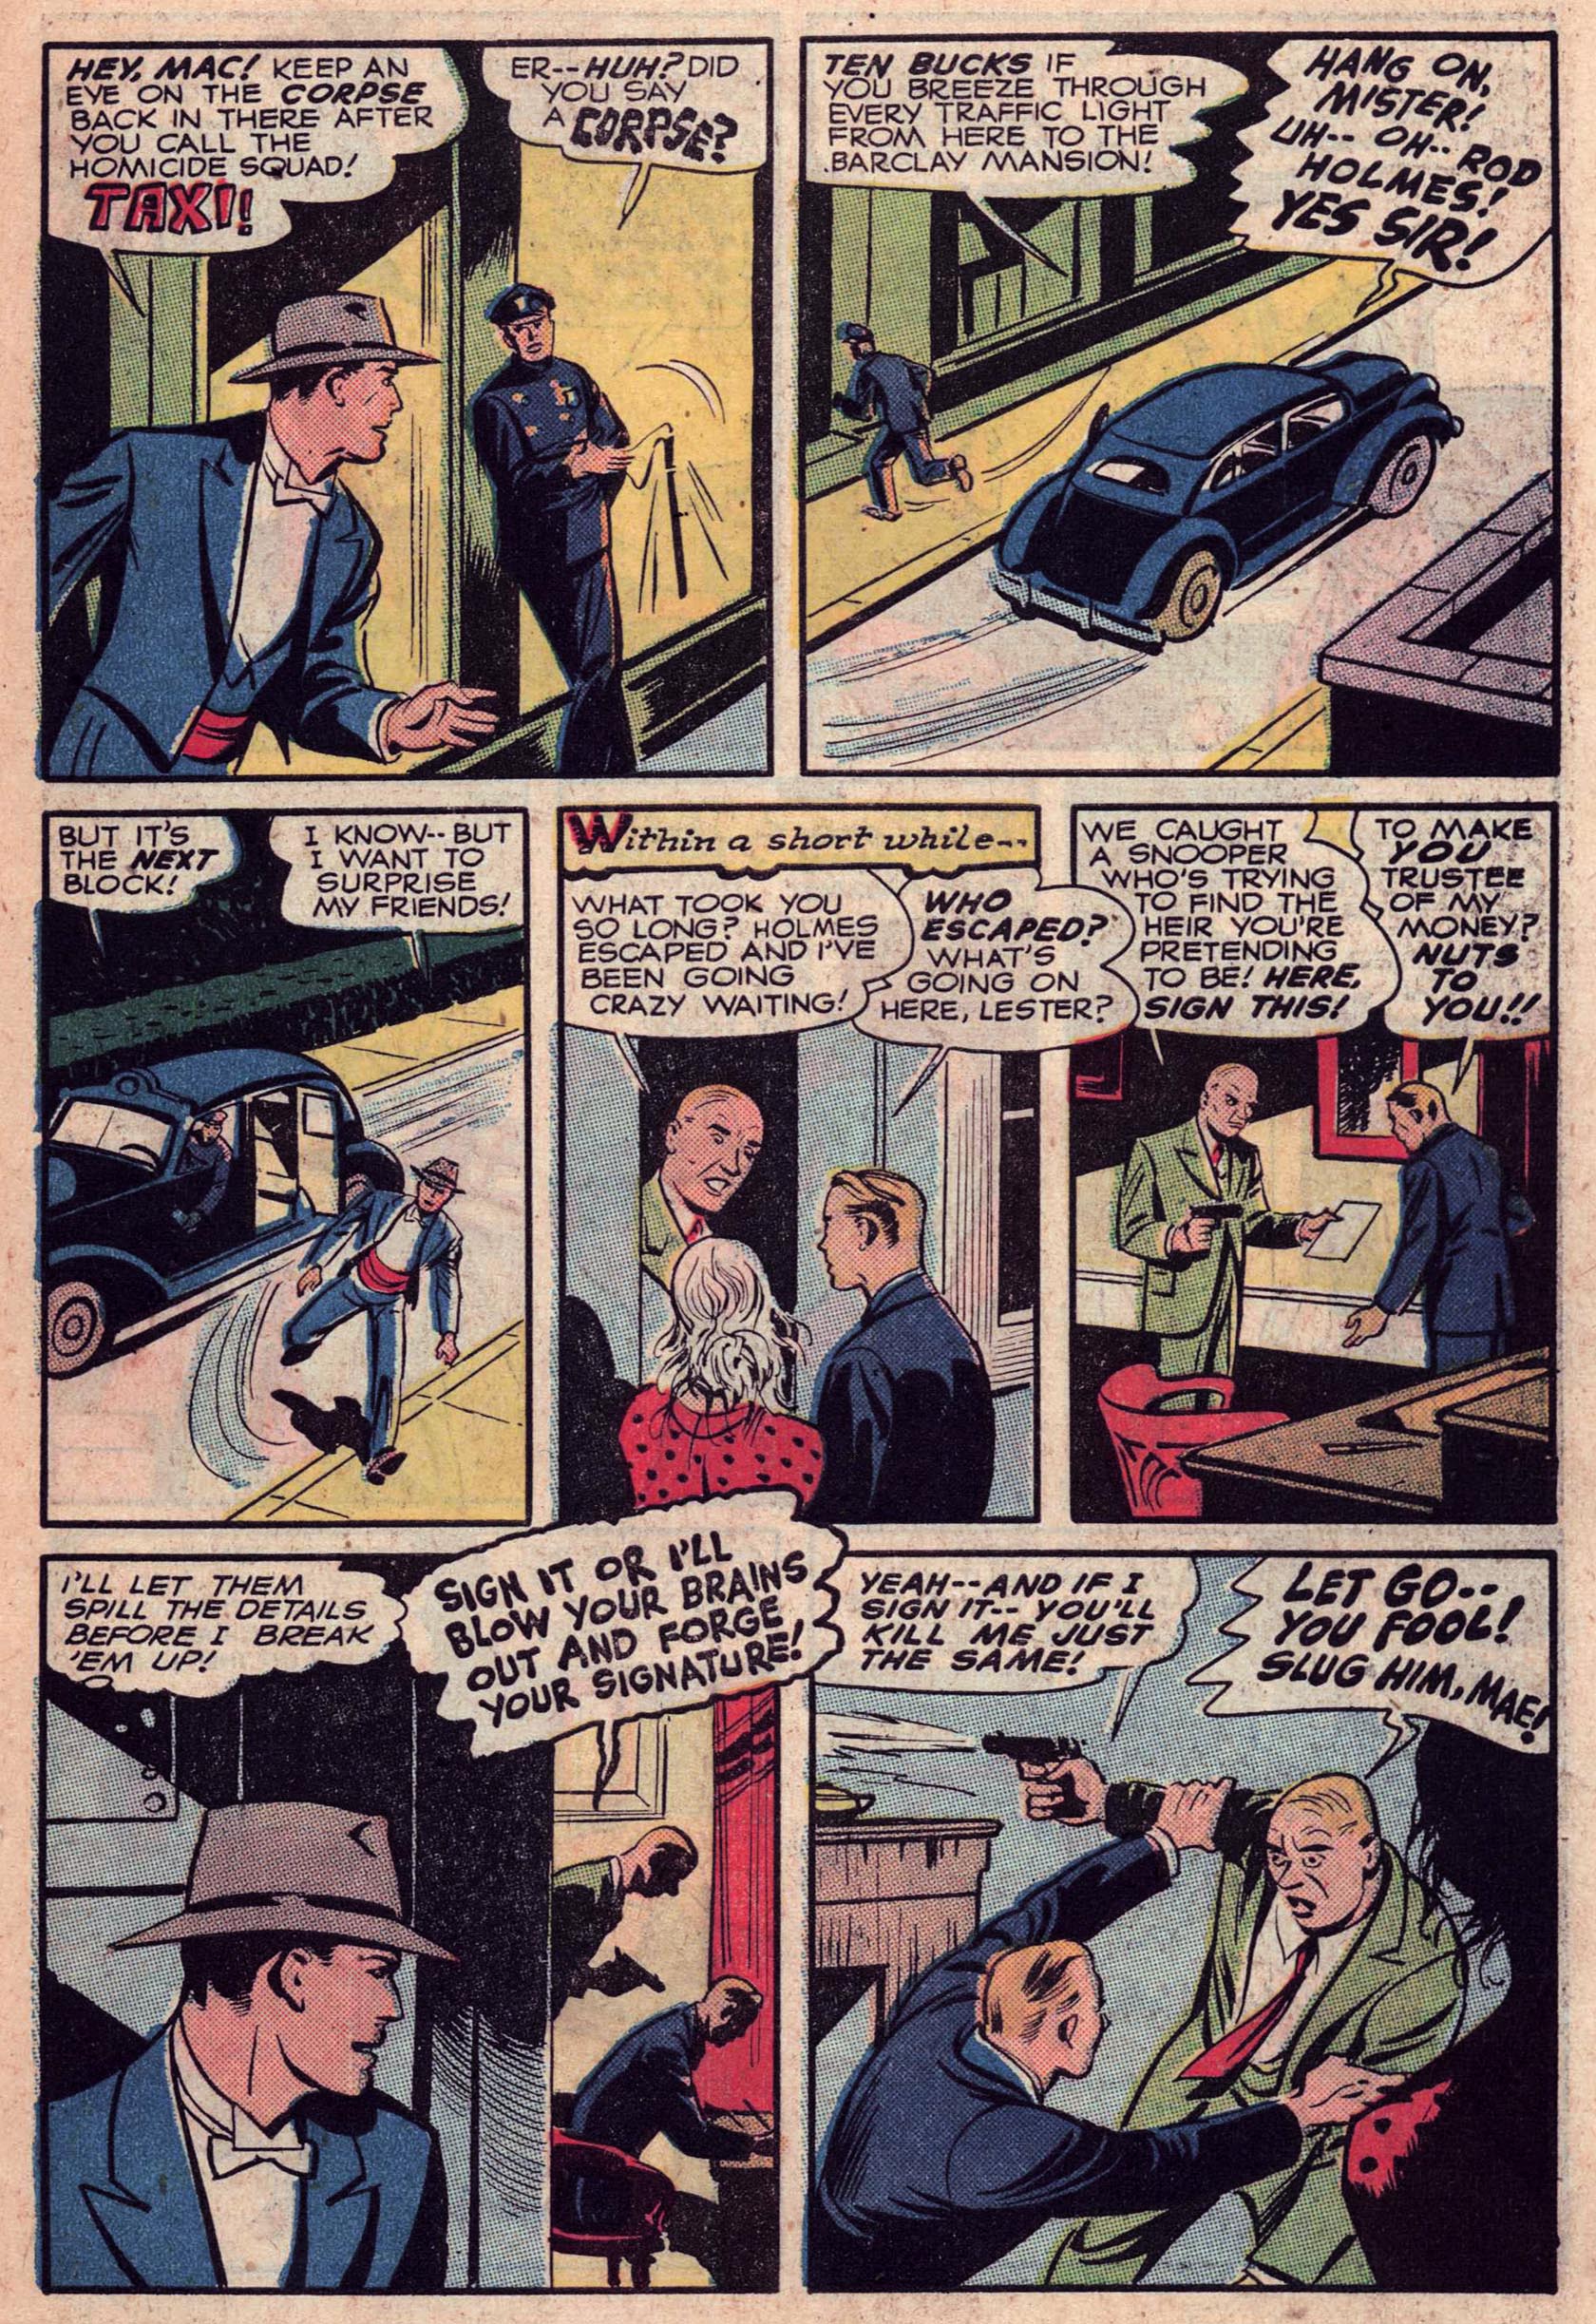 HEY, MAC! KEEP AN
EYE ON THE CORPSE
BACK IN THERE AFTER
YOU CALL THE
HOMICIDE SQUAD!
TAXI!
ER--HUH? DID
YOU SAY
A CORPSE?
TEN BUCKS IF
YOU BREEZE THROUGH
EVERY TRAFFIC LIGHT
FROM HERE TO THE
BARCLAY MANSION!
HANG ON,
MISTER!
UH-- OH-- ROD
HOLMES!
YES SIR!
BUT IT'S
THE NEXT
BLOCK!
I KNOW-- BUT
I WANT TO
SURPRISE
MY FRIENDS!
Within a short while--
WHAT TOOK YOU
SO LONG? HOLMES
ESCAPED AND I'VE
BEEN GOING
CRAZY WAITING!
WHO
ESCAPED?
WHAT'S
GOING ON
HERE, LESTER?
WE CAUGHT
A SNOOPER
WHO'S TRYING
TO FIND THE
HEIR YOU'RE
PRETENDING
TO BE! HERE,
SIGN THIS!
TO MAKE
YOU
TRUSTEE
OF MY
MONEY?
NUTS
TO
YOU!!
I'LL LET THEM
SPILL THE DETAILS
BEFORE I BREAK
'EM UP!
SIGN IT OR I'LL
BLOW YOUR BRAINS
OUT AND FORGE
YOUR SIGNATURE!
YEAH--AND IF I
SIGN IT-- YOU'LL
KILL ME JUST
THE SAME!
LET GO--
YOU FOOL!
SLUG HIM, MAE!